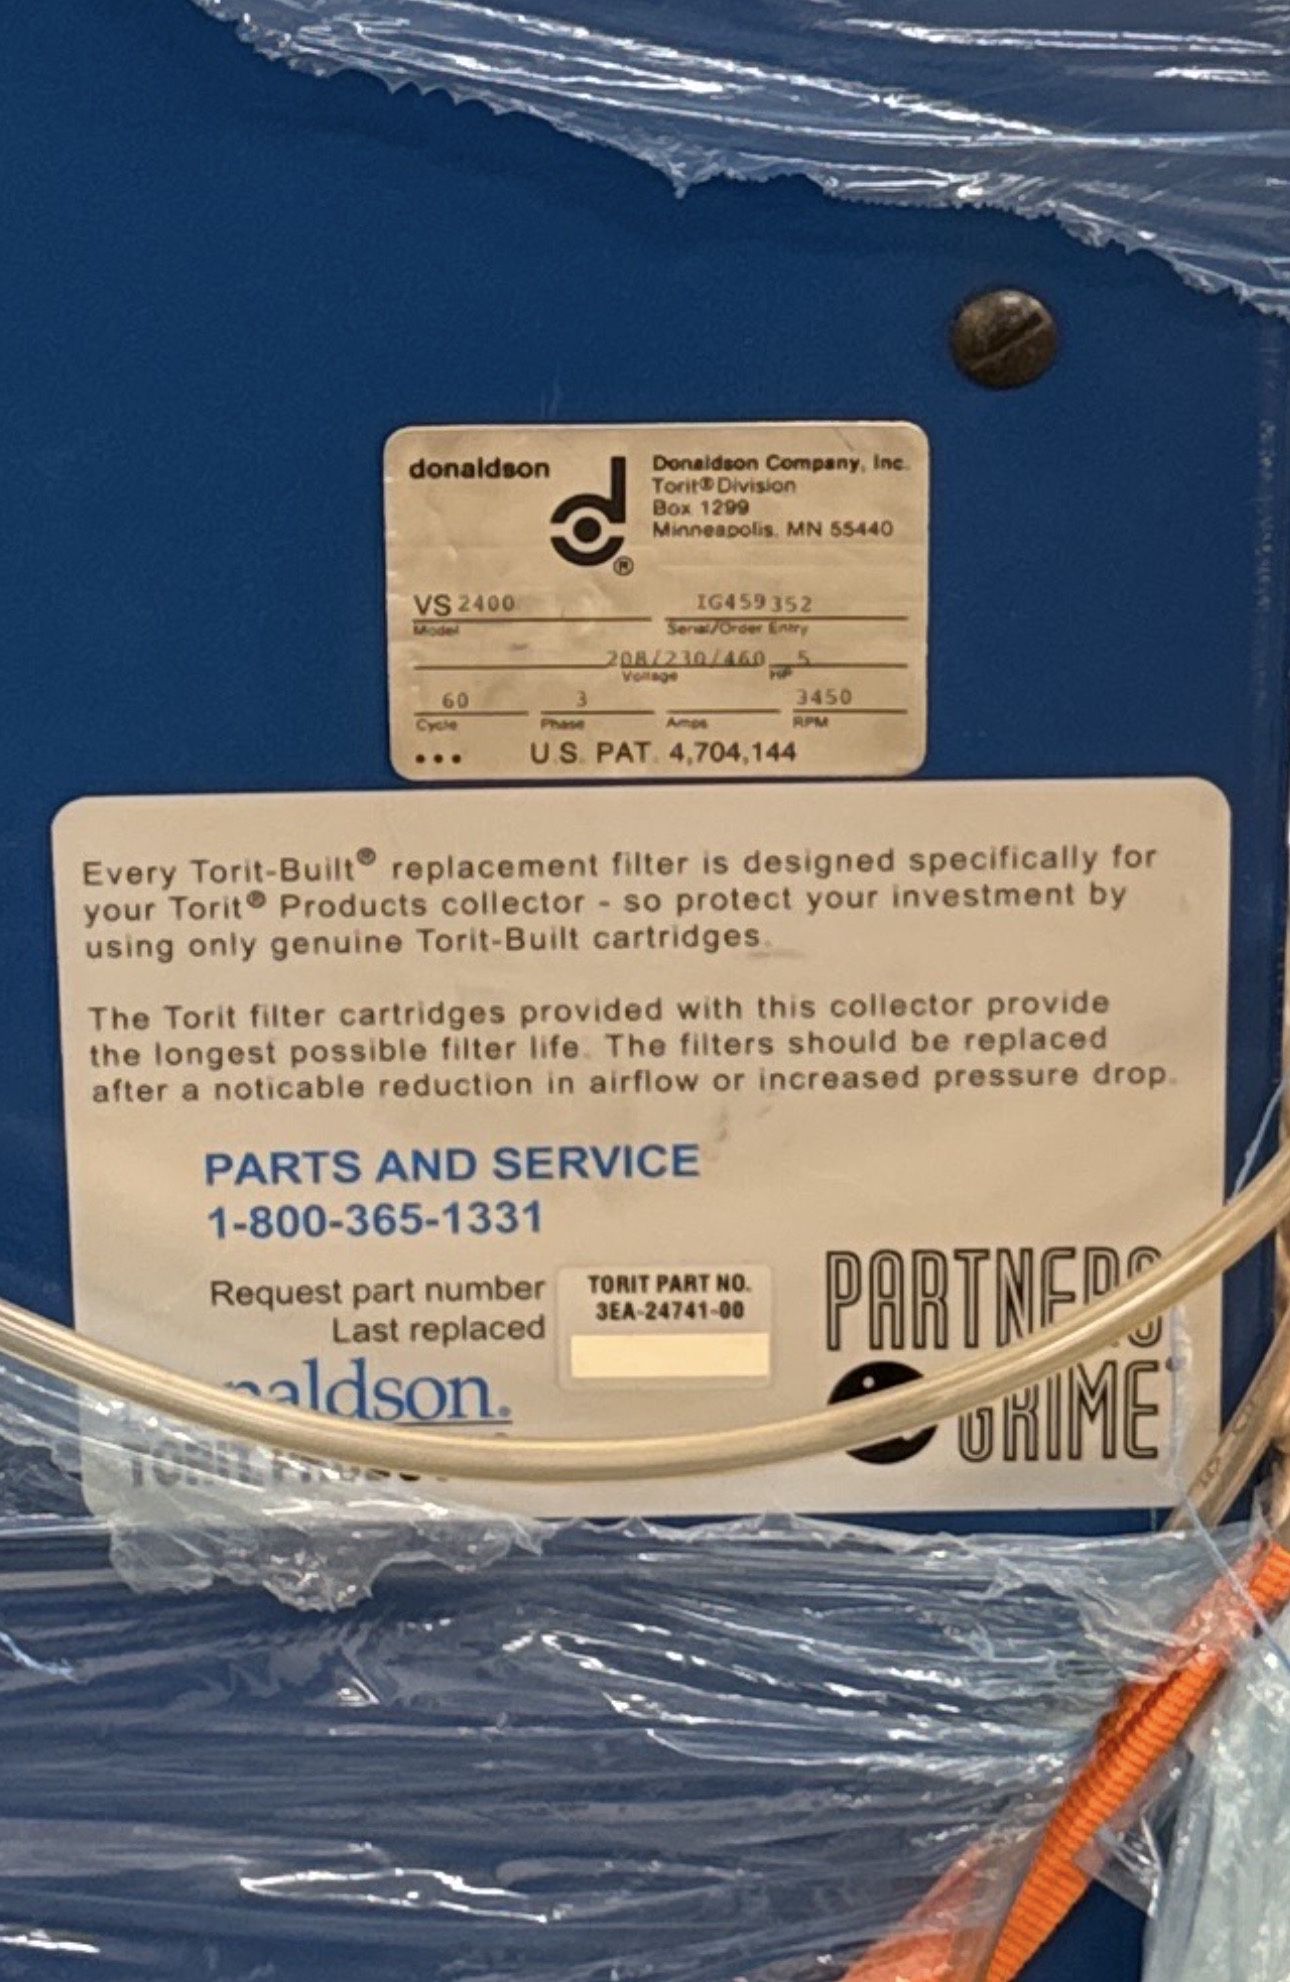 donaldson
Donaldson Company, Inc.
Torit® Division
Box 1299
Minneapolis, MN 55440
®
VS 2400 IG459352
Model Serial/Order Entry
208/230/460 5
Voltage HP
60 3 3450
Cycle Phase Amps RPM
... U.S. PAT. 4,704,144
Every Torit-Built® replacement filter is designed specifically for
your Torit® Products collector - so protect your investment by
using only genuine Torit-Built cartridges.
The Torit filter cartridges provided with this collector provide
the longest possible filter life. The filters should be replaced
after a noticable reduction in airflow or increased pressure drop.
PARTS AND SERVICE
1-800-365-1331
Request part number
Last replaced
TORIT PART NO.
3EA-24741-00
PARTNERS
GRIME
aldson.
TORIT